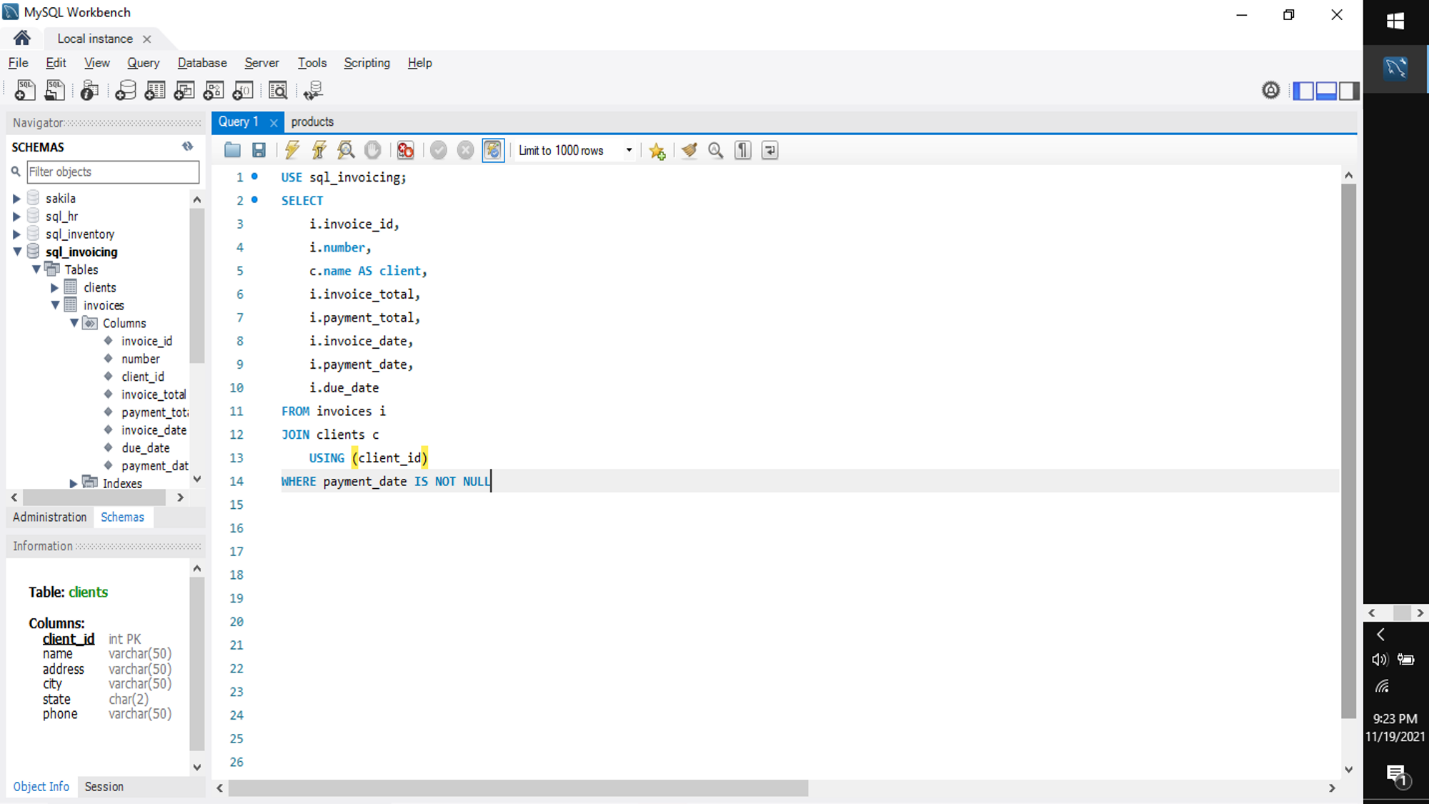 MySQL Workbench
Local instance
File Edit View Query Database Server Tools Scripting Help
Navigator
SCHEMAS
Filter objects
sakila
sql_hr
sql_inventory
sql_invoicing
Tables
clients
invoices
Columns
invoice_id
number
client_id
invoice_total
payment_tot
invoice_date
due_date
payment_dat
Indexes
Administration Schemas
Information
Table: clients
Columns:
client_id int PK
name varchar(50)
address varchar(50)
city varchar(50)
state char(2)
phone varchar(50)
Object Info Session
Query 1 products
Limit to 1000 rows
1 USE sql_invoicing;
2 SELECT
3 i.invoice_id,
4 i.number,
5 c.name AS client,
6 i.invoice_total,
7 i.payment_total,
8 i.invoice_date,
9 i.payment_date,
10 i.due_date
11 FROM invoices i
12 JOIN clients c
13 USING (client_id)
14 WHERE payment_date IS NOT NULL
15
16
17
18
19
20
21
22
23
24
25
26
9:23 PM
11/19/2021
1